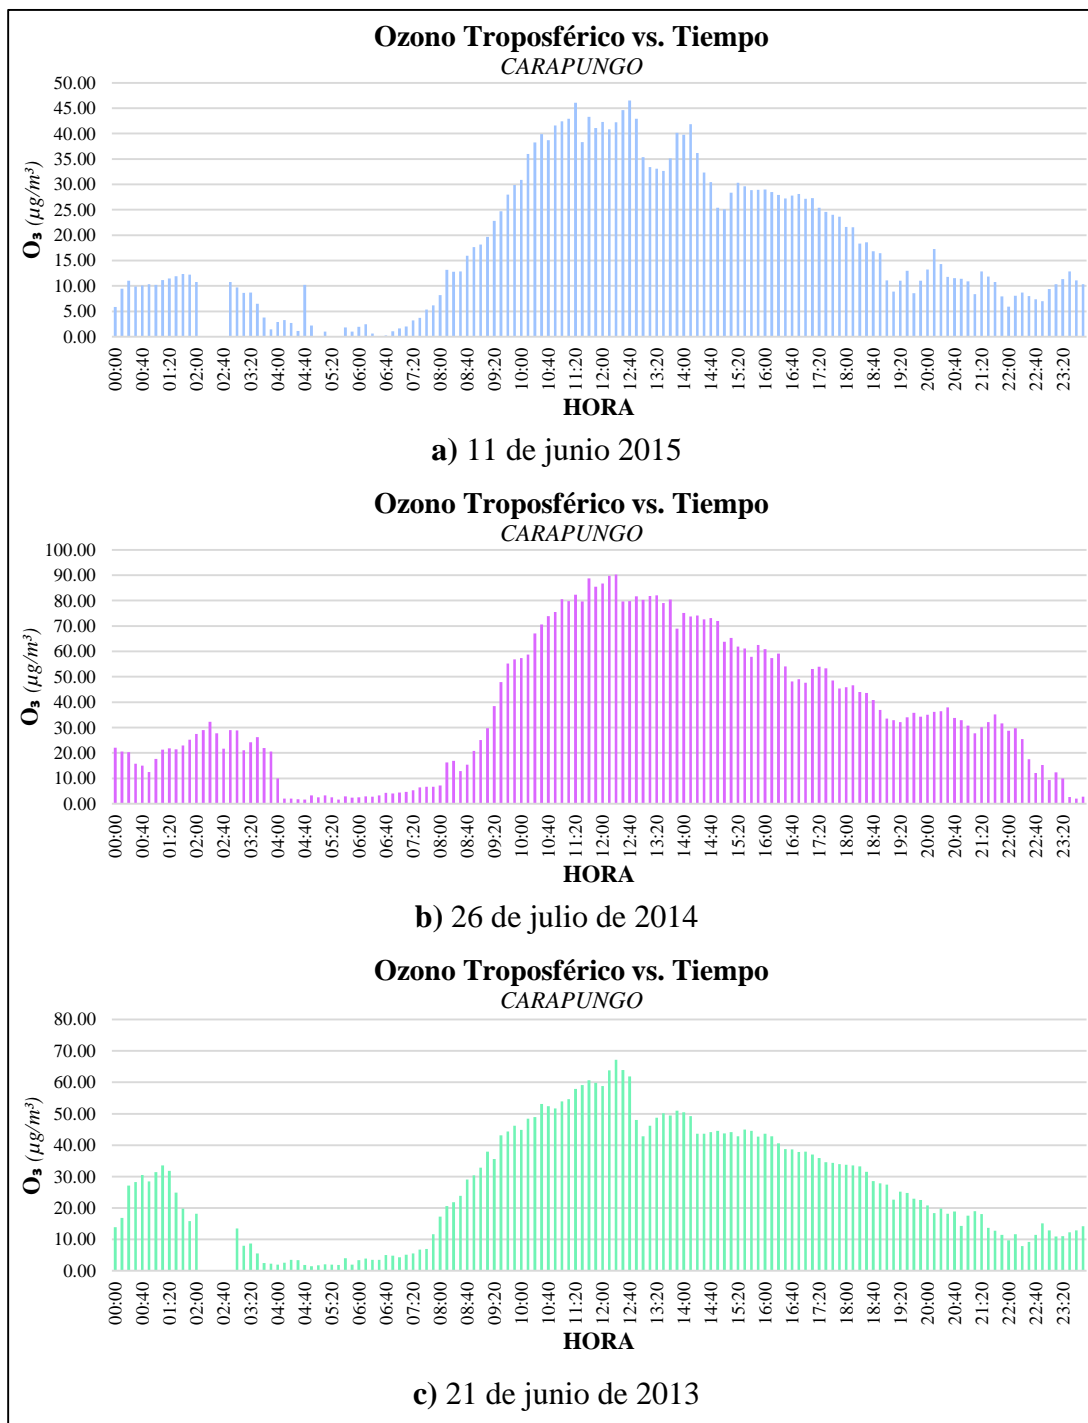 Ozono Troposférico vs. Tiempo
CARAPUNGO
O₃ (µg/m³)
50.00
45.00
40.00
35.00
30.00
25.00
20.00
15.00
10.00
5.00
0.00
00:00 00:40 01:20 02:00 02:40 03:20 04:00 04:40 05:20 06:00 06:40 07:20 08:00 08:40 09:20 10:00 10:40 11:20 12:00 12:40 13:20 14:00 14:40 15:20 16:00 16:40 17:20 18:00 18:40 19:20 20:00 20:40 21:20 22:00 22:40 23:20
HORA
a) 11 de junio 2015
Ozono Troposférico vs. Tiempo
CARAPUNGO
O₃ (µg/m³)
100.00
90.00
80.00
70.00
60.00
50.00
40.00
30.00
20.00
10.00
0.00
00:00 00:40 01:20 02:00 02:40 03:20 04:00 04:40 05:20 06:00 06:40 07:20 08:00 08:40 09:20 10:00 10:40 11:20 12:00 12:40 13:20 14:00 14:40 15:20 16:00 16:40 17:20 18:00 18:40 19:20 20:00 20:40 21:20 22:00 22:40 23:20
HORA
b) 26 de julio de 2014
Ozono Troposférico vs. Tiempo
CARAPUNGO
O₃ (µg/m³)
80.00
70.00
60.00
50.00
40.00
30.00
20.00
10.00
0.00
00:00 00:40 01:20 02:00 02:40 03:20 04:00 04:40 05:20 06:00 06:40 07:20 08:00 08:40 09:20 10:00 10:40 11:20 12:00 12:40 13:20 14:00 14:40 15:20 16:00 16:40 17:20 18:00 18:40 19:20 20:00 20:40 21:20 22:00 22:40 23:20
HORA
c) 21 de junio de 2013